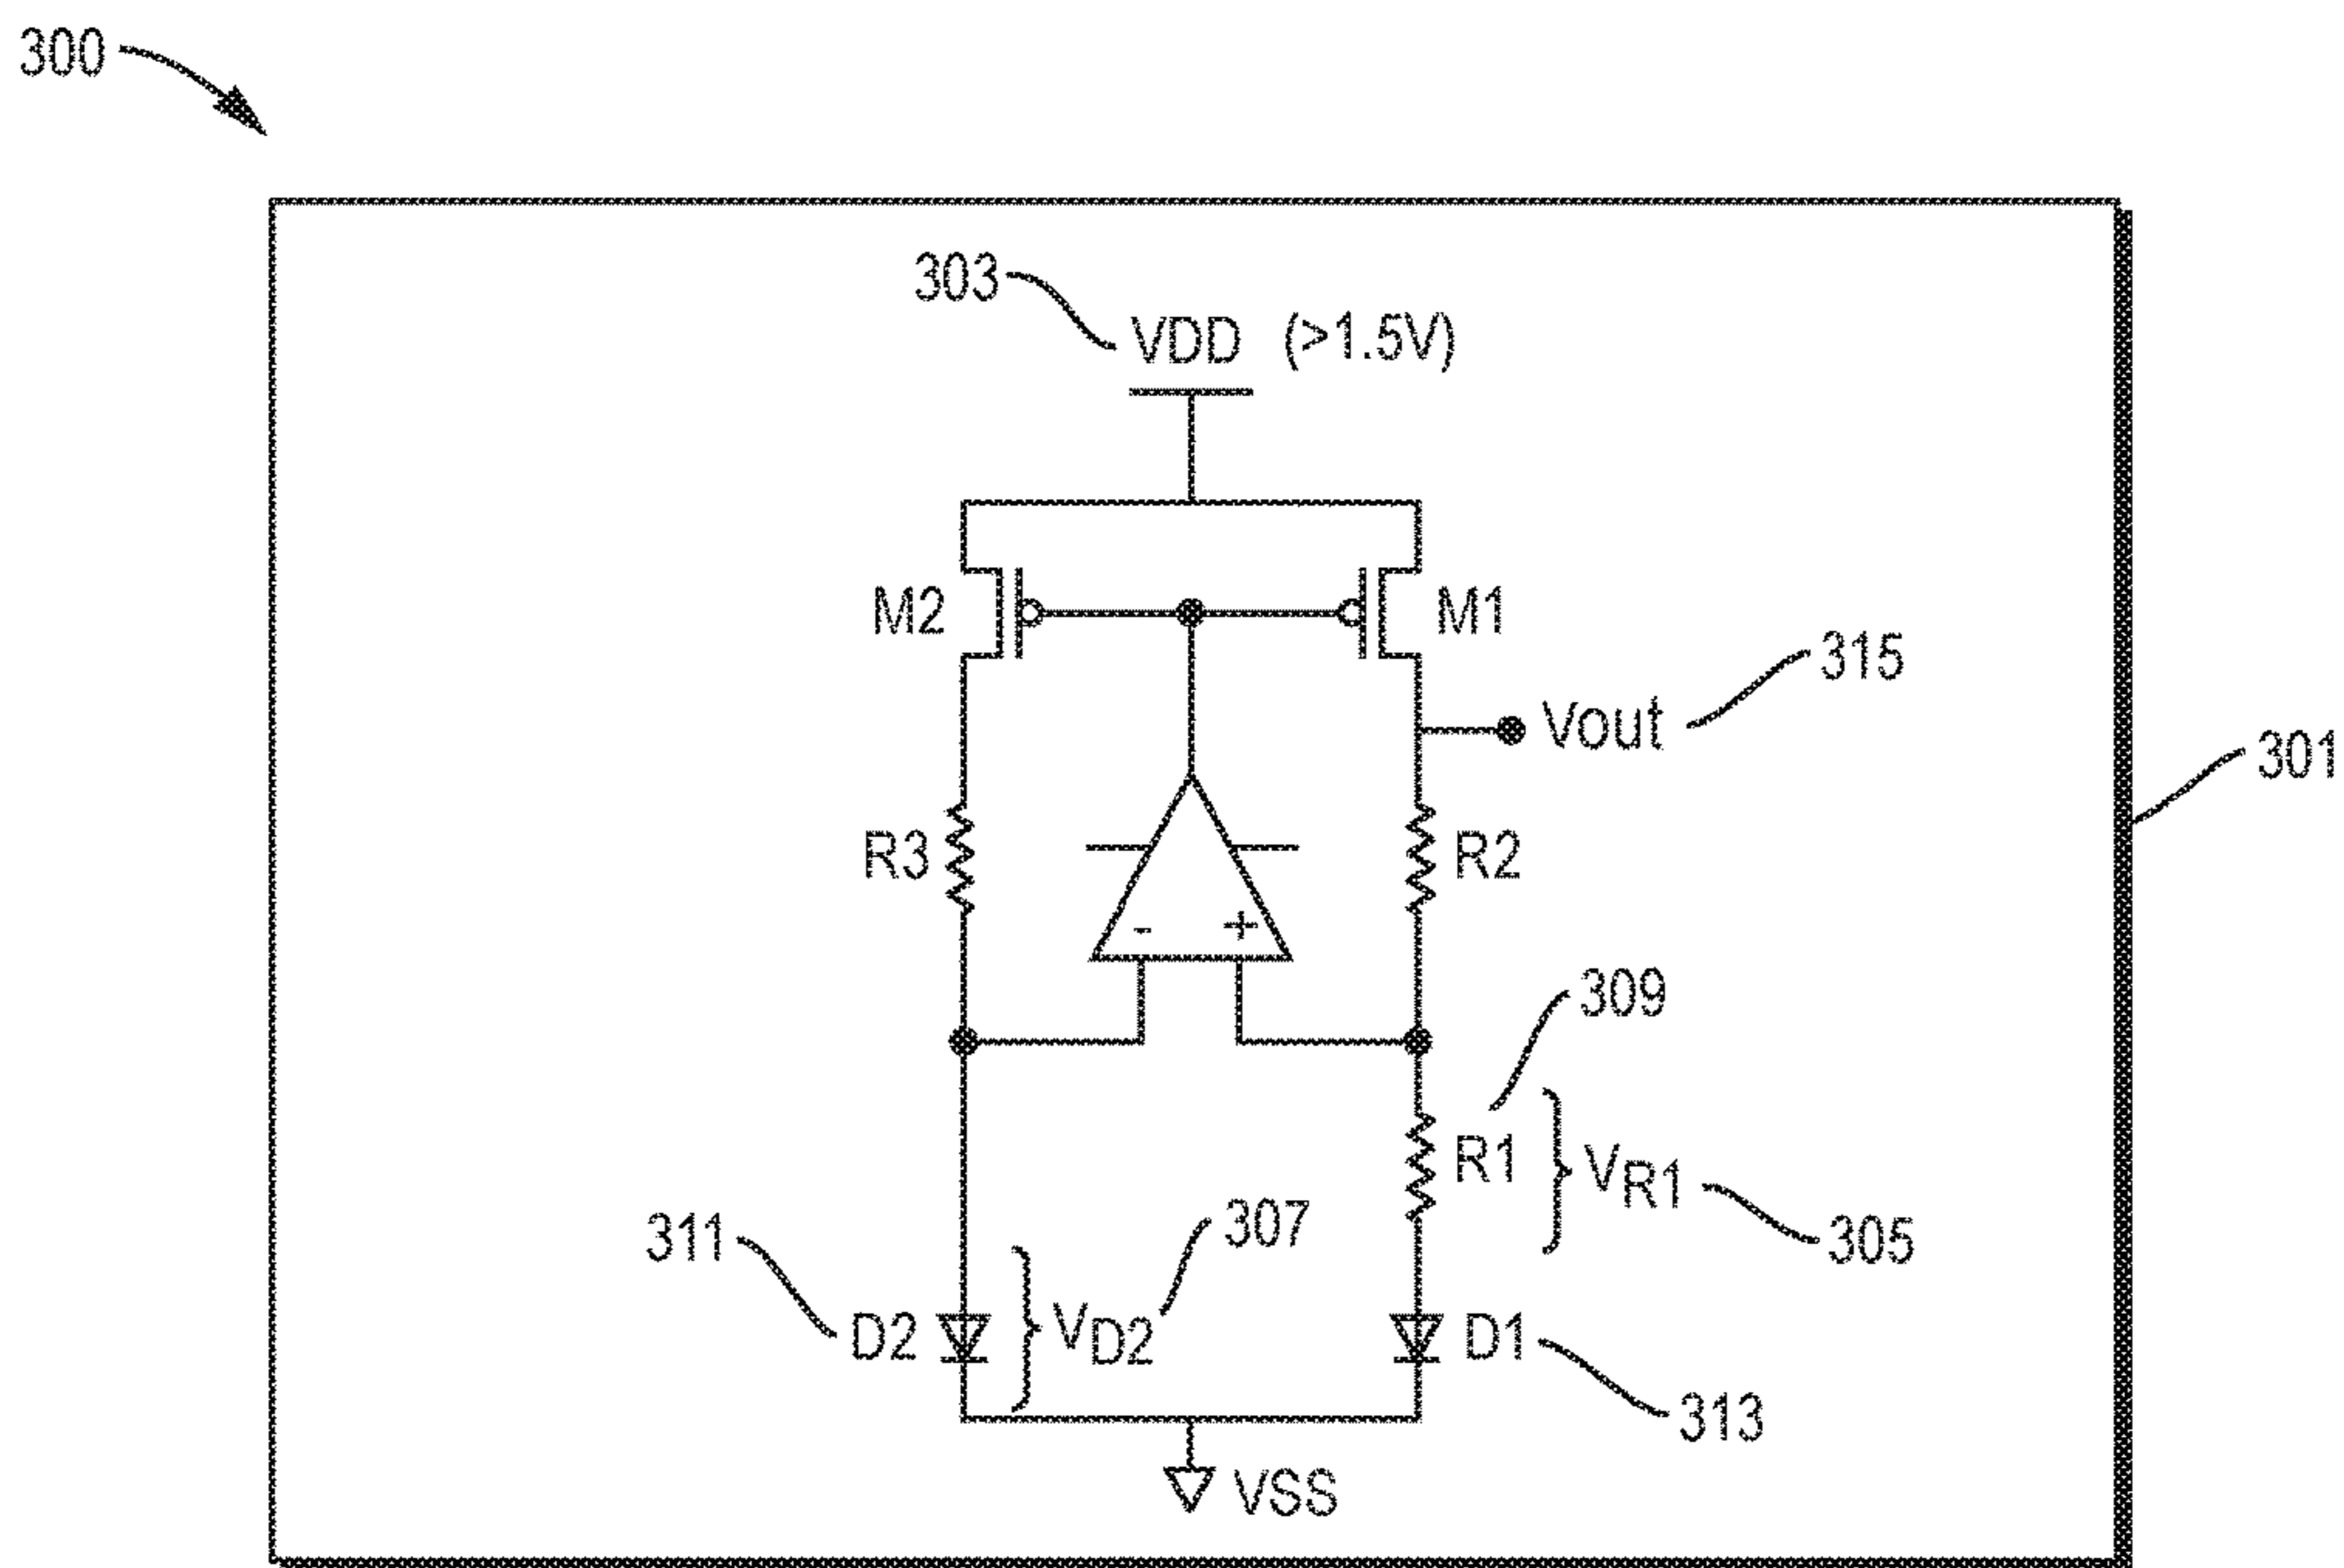 300
303
VDD (>1.5V)
M2
M1
315
Vout
301
R3
R2
- +
309
R1
VR1
305
307
311
D2
VD2
D1
313
VSS